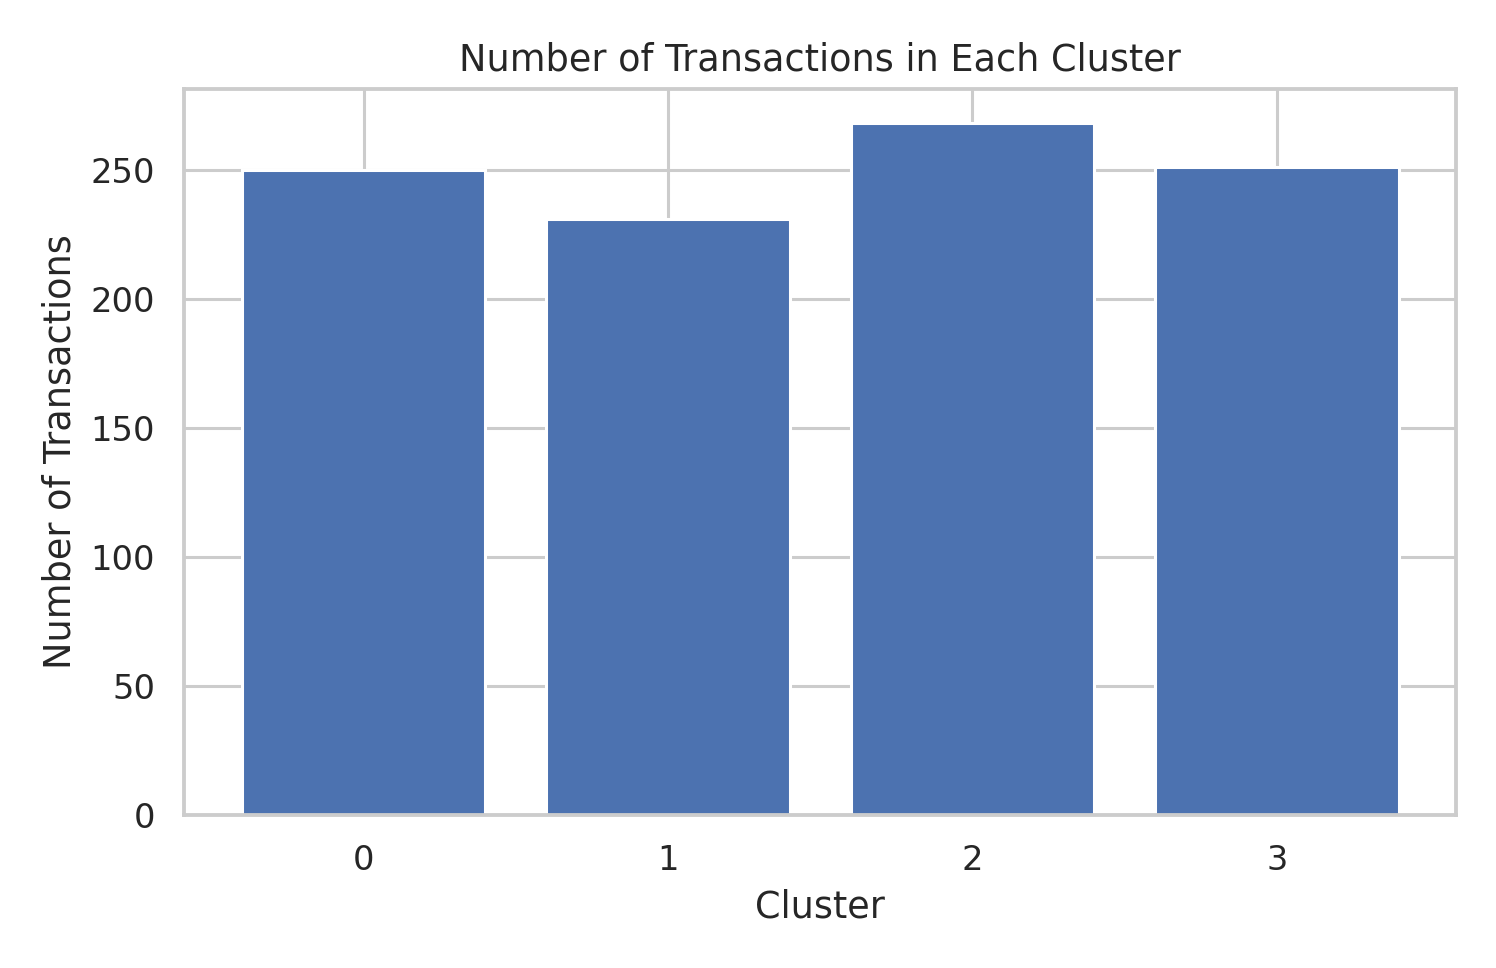 Number of Transactions in Each Cluster
Number of Transactions
250
200
150
100
50
0
0 1 2 3
Cluster